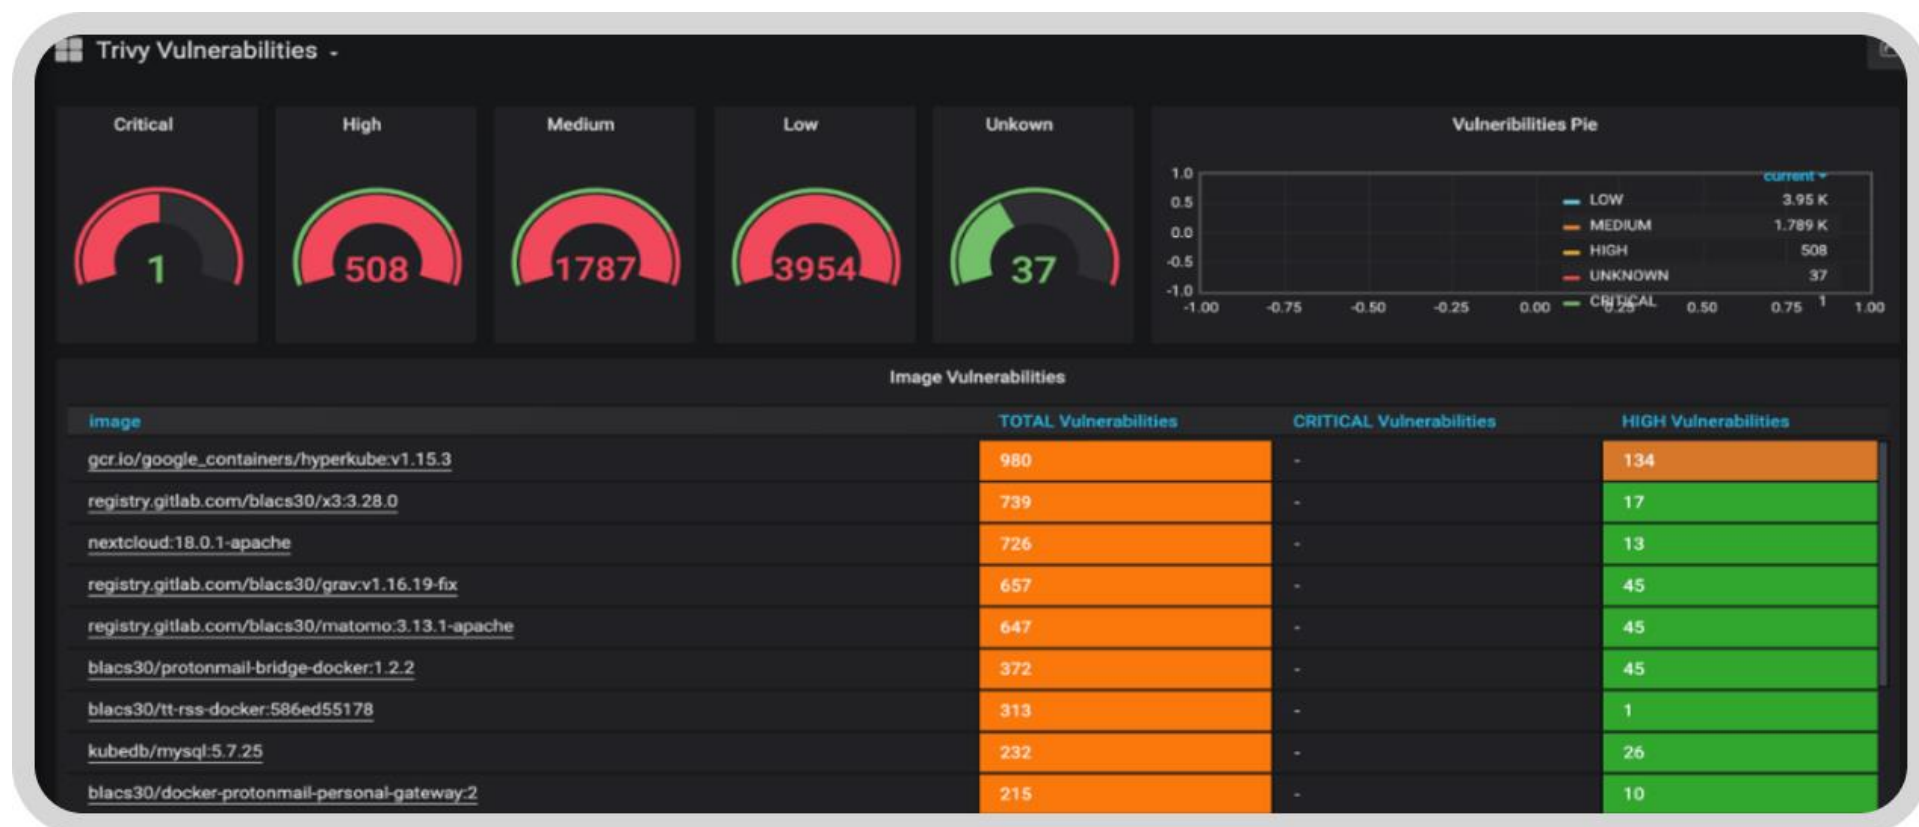 Trivy Vulnerabilities
Critical
High
Medium
Low
Unkown
1
508
1787
3954
37
Vulneribilities Pie
1.0
0.5
0.0
-0.5
-1.0
-1.00 -0.75 -0.50 -0.25 0.00 0.25 0.50 0.75 1.00
current
LOW 3.95 K
MEDIUM 1.789 K
HIGH 508
UNKNOWN 37
CRITICAL 1
Image Vulnerabilities
image TOTAL Vulnerabilities CRITICAL Vulnerabilities HIGH Vulnerabilities
gcr.io/google_containers/hyperkube:v1.15.3 980 - 134
registry.gitlab.com/blacs30/x3:3.28.0 739 - 17
nextcloud:18.0.1-apache 726 - 13
registry.gitlab.com/blacs30/grav:v1.16.19-fix 657 - 45
registry.gitlab.com/blacs30/matomo:3.13.1-apache 647 - 45
blacs30/protonmail-bridge-docker:1.2.2 372 - 45
blacs30/tt-rss-docker:586ed55178 313 - 1
kubedb/mysql:5.7.25 232 - 26
blacs30/docker-protonmail-personal-gateway:2 215 - 10